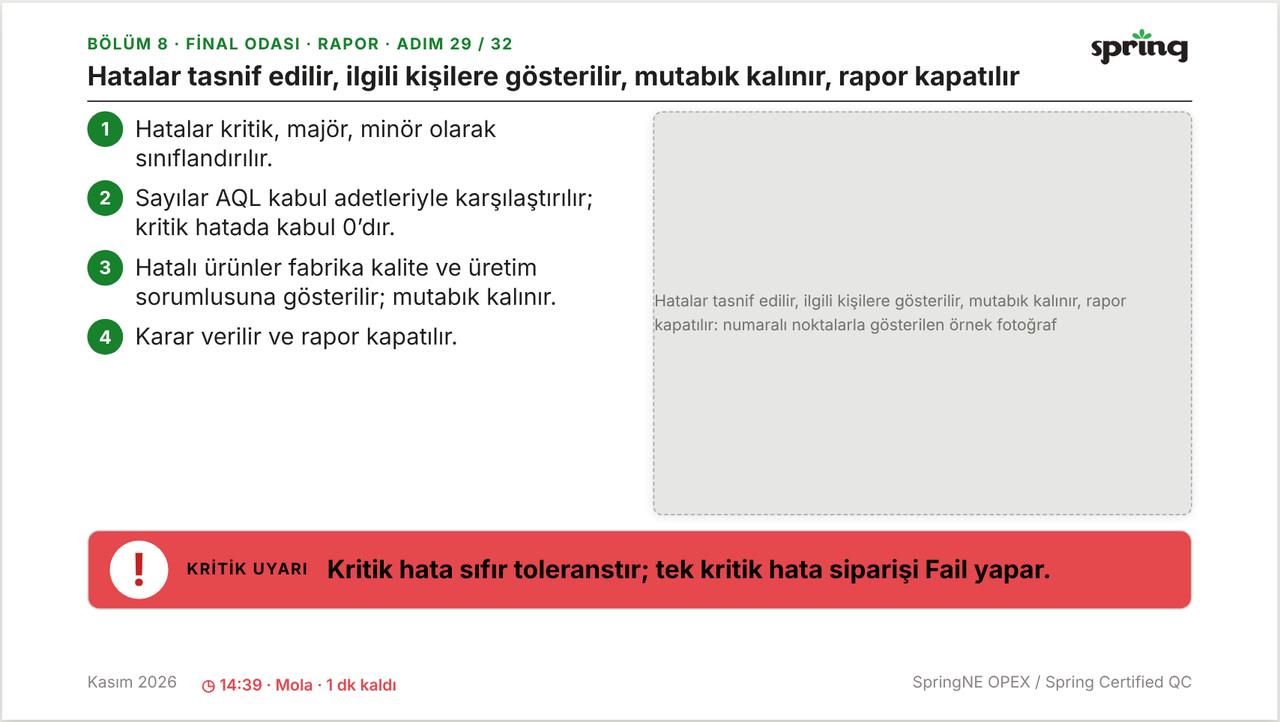 BÖLÜM 8 · FİNAL ODASI · RAPOR · ADIM 29 / 32
spring
Hatalar tasnif edilir, ilgili kişilere gösterilir, mutabık kalınır, rapor kapatılır
1 Hatalar kritik, majör, minör olarak
sınıflandırılır.
2 Sayılar AQL kabul adetleriyle karşılaştırılır;
kritik hatada kabul 0’dır.
3 Hatalı ürünler fabrika kalite ve üretim
sorumlusuna gösterilir; mutabık kalınır.
4 Karar verilir ve rapor kapatılır.
Hatalar tasnif edilir, ilgili kişilere gösterilir, mutabık kalınır, rapor
kapatılır: numaralı noktalarla gösterilen örnek fotoğraf
! KRİTİK UYARI Kritik hata sıfır toleranstır; tek kritik hata siparişi Fail yapar.
Kasım 2026 14:39 · Mola · 1 dk kaldı SpringNE OPEX / Spring Certified QC